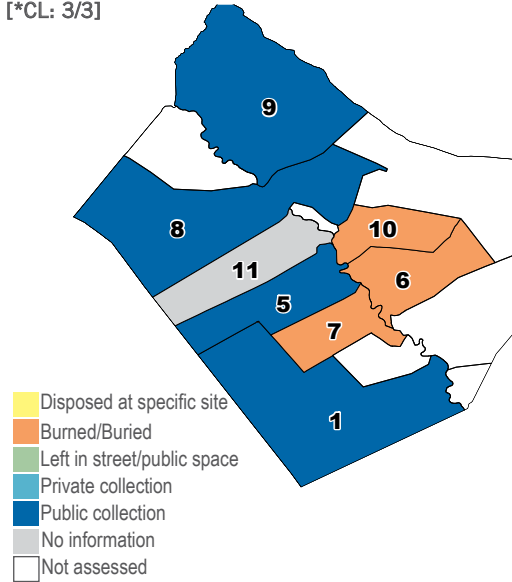 [*CL: 3/3]
9
8
10
11
6
5
7
1
Disposed at specific site
Burned/Buried
Left in street/public space
Private collection
Public collection
No information
Not assessed